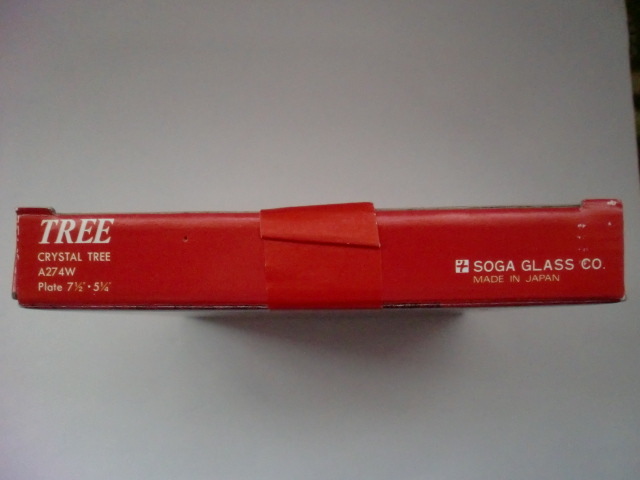 TREE
CRYSTAL TREE
A274W
Plate 7½"・5¼"
SOGA GLASS CO.
MADE IN JAPAN